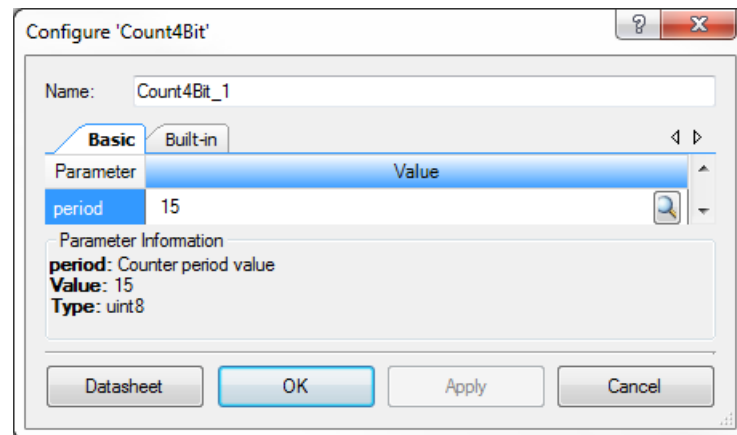 Configure 'Count4Bit'
?
Name: Count4Bit_1
Basic Built-in
Parameter Value
period 15
Parameter Information
period: Counter period value
Value: 15
Type: uint8
Datasheet OK Apply Cancel